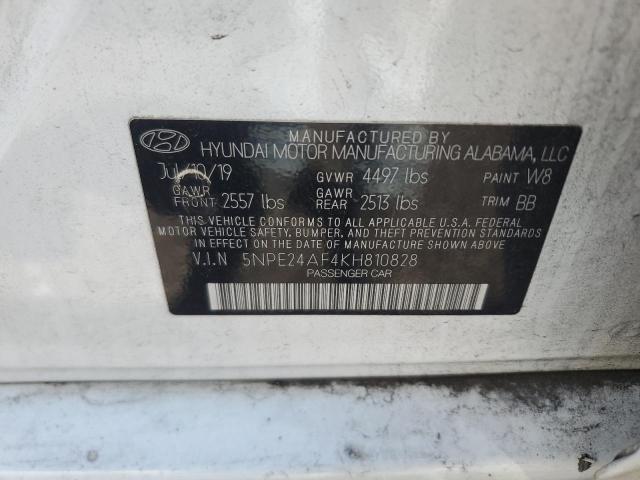 MANUFACTURED BY
HYUNDAI MOTOR MANUFACTURING ALABAMA, LLC
Jul/10/19 GVWR 4497 lbs PAINT W8
GAWR FRONT 2557 lbs GAWR REAR 2513 lbs TRIM BB
THIS VEHICLE CONFORMS TO ALL APPLICABLE U.S.A. FEDERAL
MOTOR VEHICLE SAFETY, BUMPER, AND THEFT PREVENTION
STANDARDS IN EFFECT ON THE DATE OF MANUFACTURE SHOWN ABOVE.
V.I.N 5NPE24AF4KH810828
PASSENGER CAR